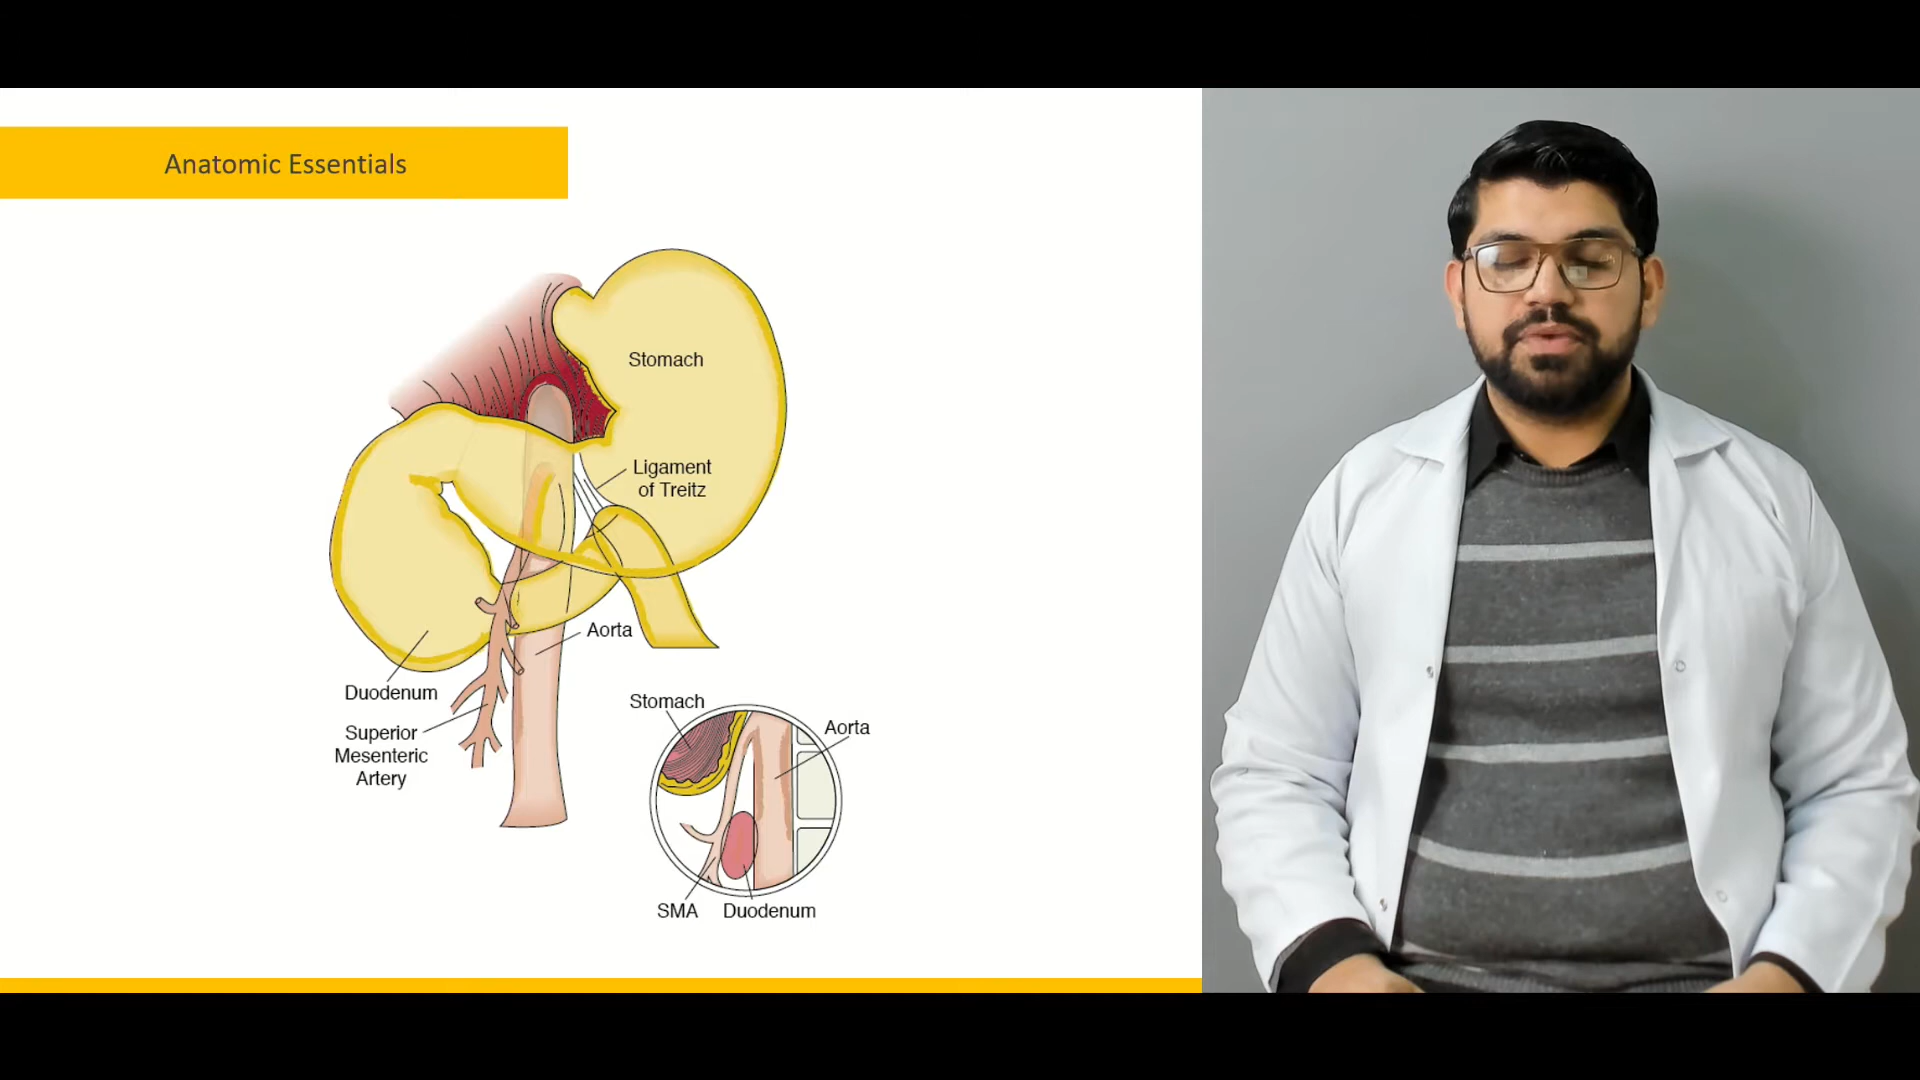 Anatomic Essentials
Stomach
Ligament
of Treitz
Aorta
Duodenum
Superior
Mesenteric
Artery
Stomach
Aorta
SMA
Duodenum